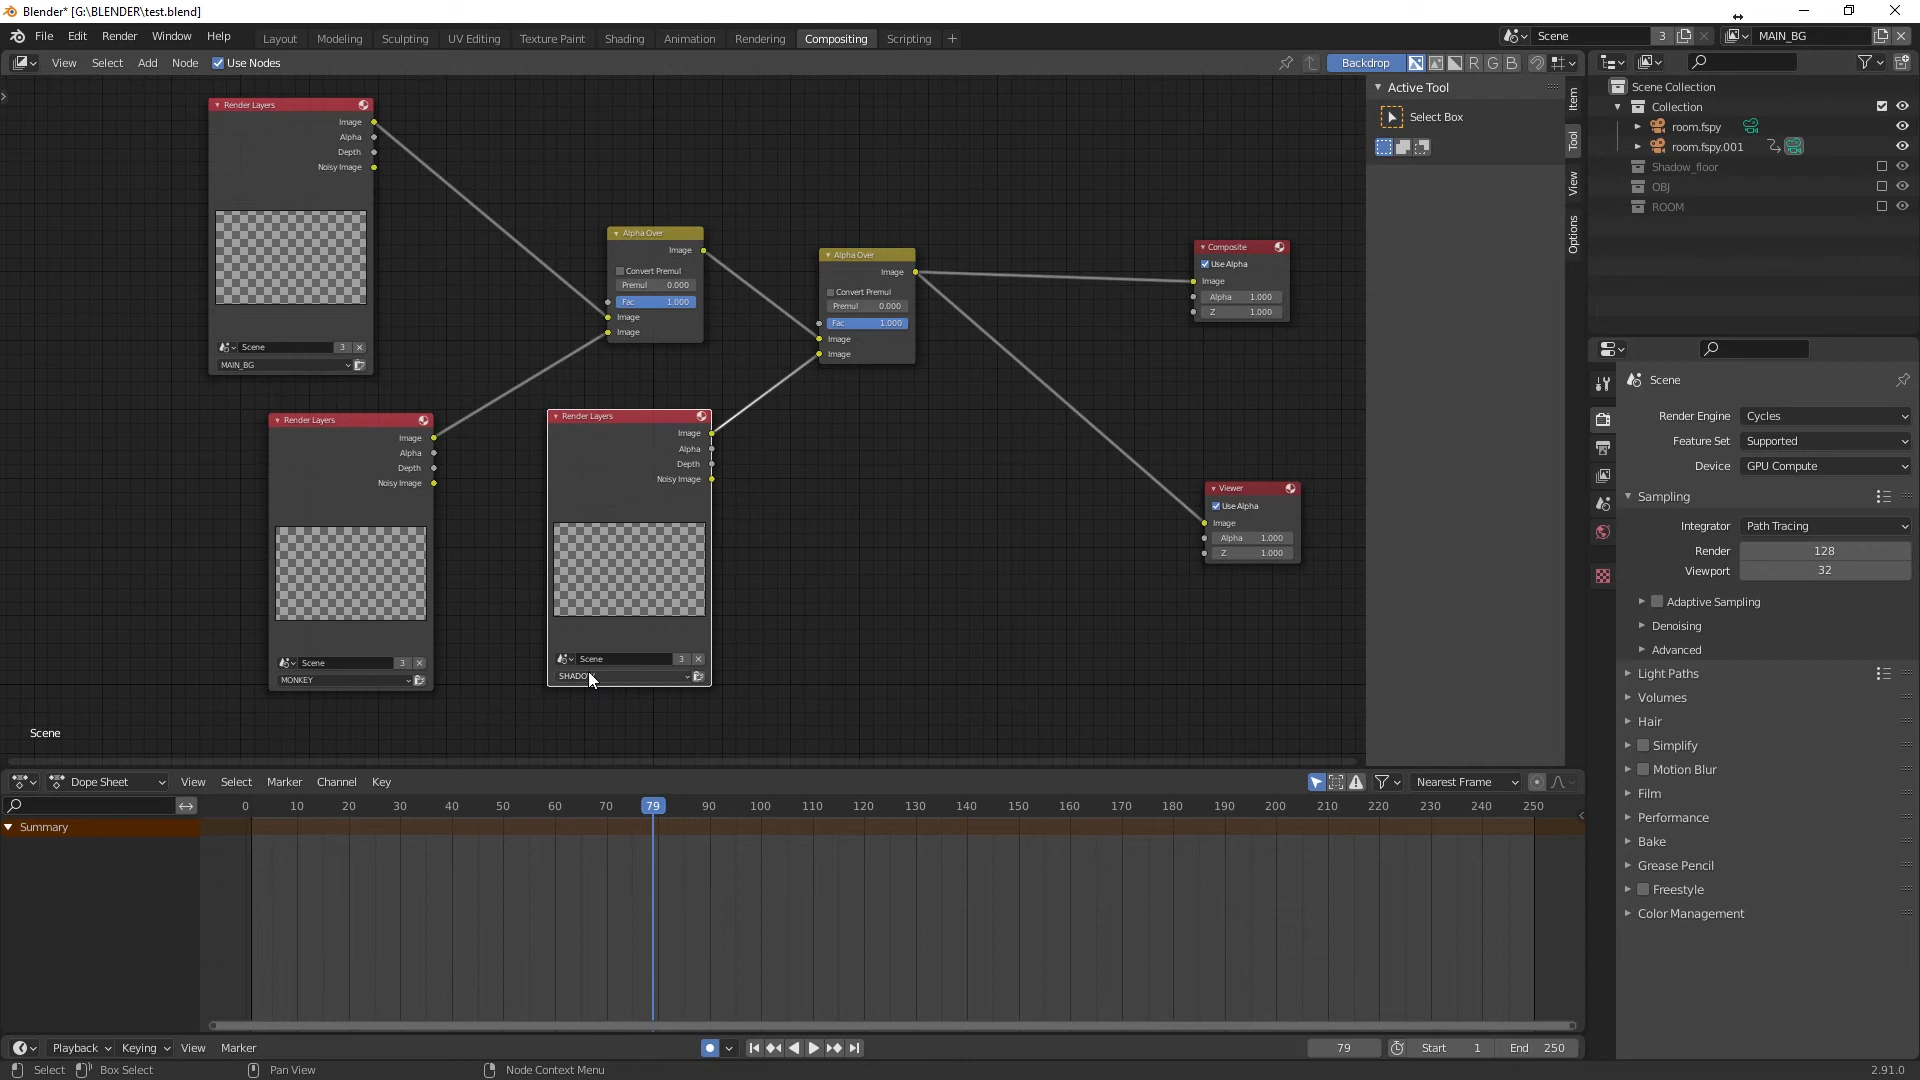 Blender* [G:\BLENDER\test.blend]
File Edit Render Window Help
Layout Modeling Sculpting UV Editing Texture Paint Shading Animation Rendering Compositing Scripting +
Scene 3
MAIN_BG
View Select Add Node Use Nodes
Backdrop R G B
Render Layers
Image
Alpha
Depth
Noisy Image
Scene 3
MAIN_BG
Render Layers
Image
Alpha
Depth
Noisy Image
Scene 3
MONKEY
Render Layers
Image
Alpha
Depth
Noisy Image
Scene 3
Alpha Over
Image
Convert Premul
Premul 0.000
Fac 1.000
Image
Image
Alpha Over
Image
Convert Premul
Premul 0.000
Fac 1.000
Image
Image
Composite
Use Alpha
Image
Alpha 1.000
Z 1.000
Viewer
Use Alpha
Image
Alpha 1.000
Z 1.000
Scene
Active Tool
Select Box
Item
Tool
View
Options
Scene Collection
Collection
room.fspy
room.fspy.001
Shadow_floor
OBJ
ROOM
Scene
Render Engine Cycles
Feature Set Supported
Device GPU Compute
Sampling
Integrator Path Tracing
Render 128
Viewport 32
Adaptive Sampling
Denoising
Advanced
Light Paths
Volumes
Hair
Simplify
Motion Blur
Film
Performance
Bake
Grease Pencil
Freestyle
Color Management
Dope Sheet View Select Marker Channel Key
Nearest Frame
0 10 20 30 40 50 60 70 79 90 100 110 120 130 140 150 160 170 180 190 200 210 220 230 240 250
Summary
Playback Keying View Marker
79 Start 1 End 250
Select Box Select Pan View Node Context Menu 2.91.0